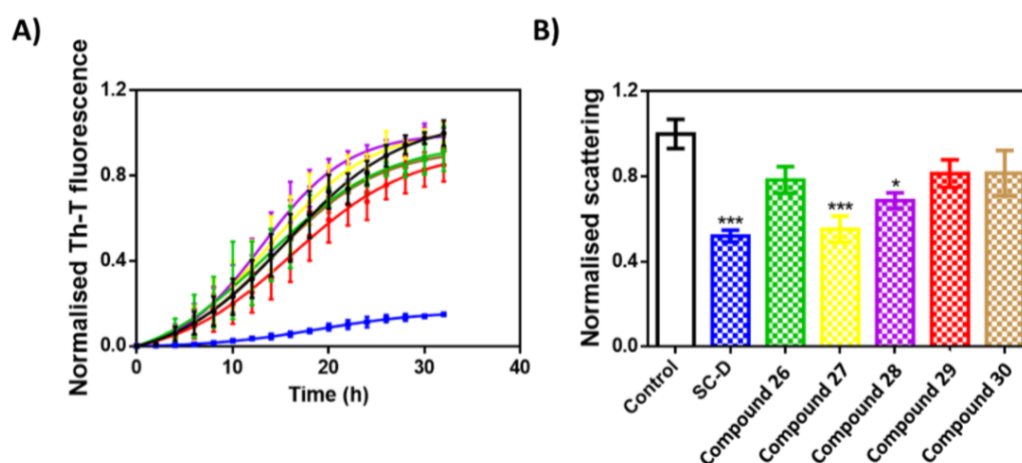 A)
Normalised Th-T fluorescence
1.2
0.8
0.4
0.0
0 10 20 30 40
Time (h)
B)
Normalised scattering
1.2
0.8
0.4
0.0
***
***
*
Control
SC-D
Compound 26
Compound 27
Compound 28
Compound 29
Compound 30